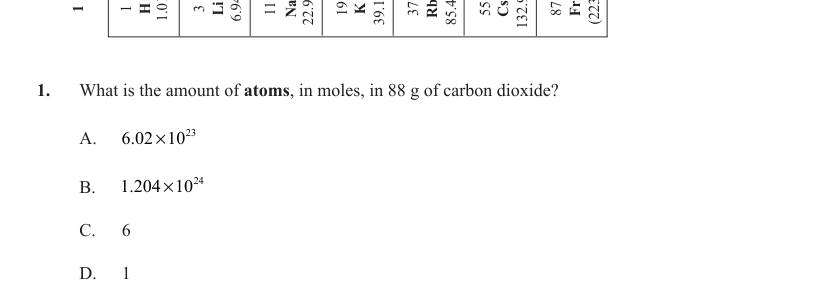 1
1
H
1.0
3
Li
6.9
11
Na
22.9
19
K
39.1
37
Rb
85.4
55
Cs
132.9
87
Fr
(223
1. What is the amount of atoms, in moles, in 88 g of carbon dioxide?
A. 6.02×10²³
B. 1.204×10²⁴
C. 6
D. 1